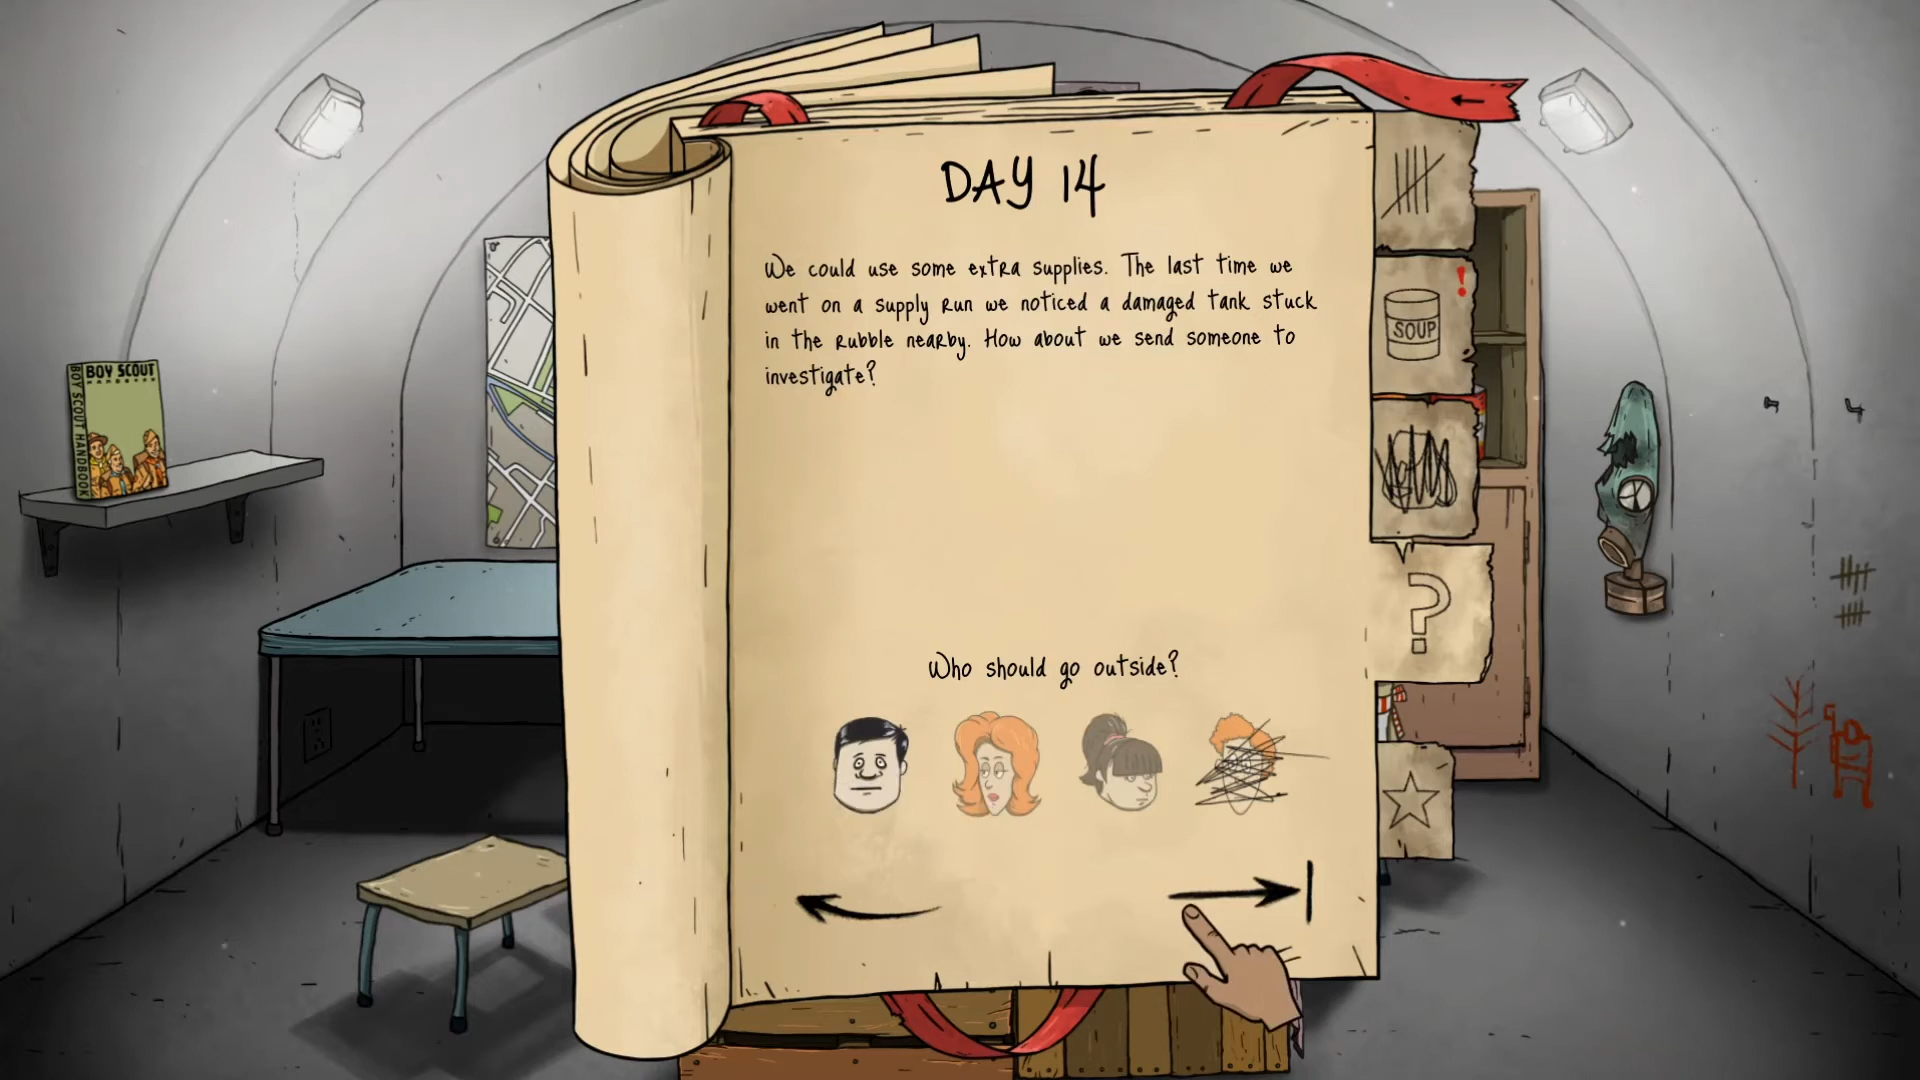 DAY 14
We could use some extra supplies. The last time we
went on a supply run we noticed a damaged tank stuck
in the rubble nearby. How about we send someone to
investigate?
Who should go outside?
BOY SCOUT
HANDBOOK
BOY SCOUT HANDBOOK
!
SOUP
?